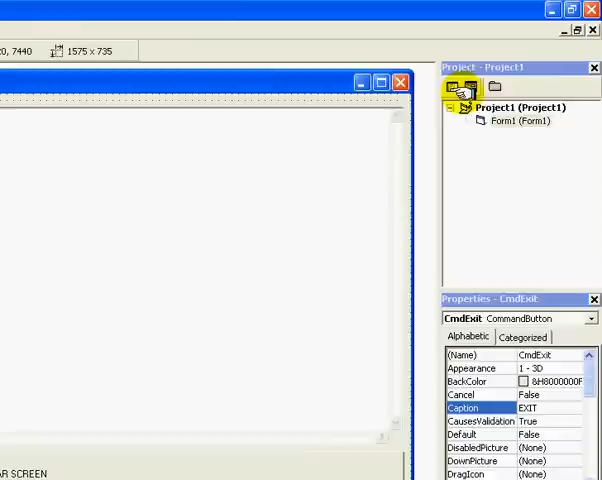 0, 7440 1575 x 735
Project - Project1
Project1 (Project1)
Form1 (Form1)
Properties - CmdExit
CmdExit CommandButton
Alphabetic Categorized
(Name) CmdExit
Appearance 1 - 3D
BackColor &H8000000F
Cancel False
Caption EXIT
CausesValidation True
Default False
DisabledPicture (None)
DownPicture (None)
DragIcon (None)
AR SCREEN